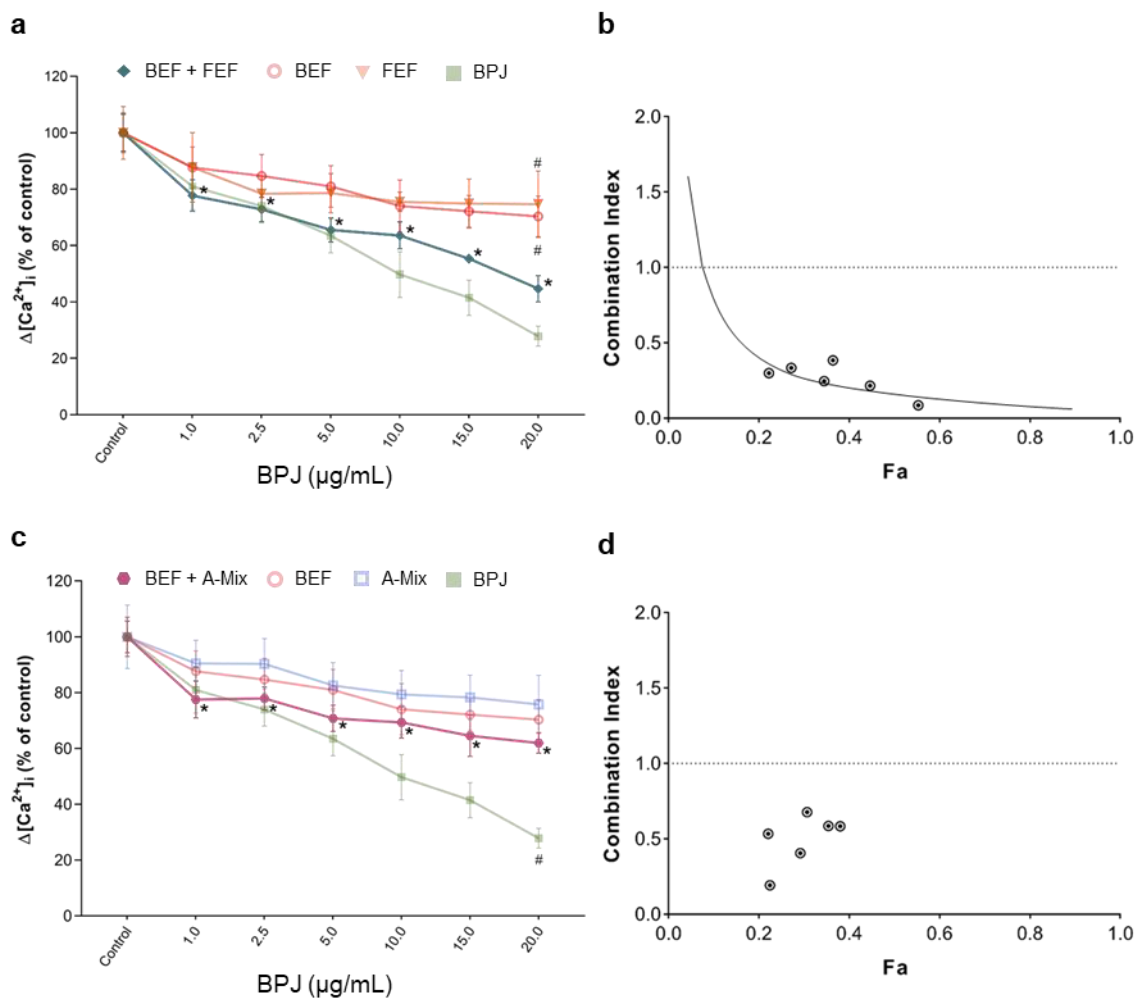 a
BEF + FEF BEF FEF BPJ
120
100
80
60
40
20
0
Δ[Ca²⁺]ᵢ (% of control)
* * * * * *
# #
Control 1.0 2.5 5.0 10.0 15.0 20.0
BPJ (µg/mL)
b
2.0
1.5
1.0
0.5
0.0
Combination Index
0.0 0.2 0.4 0.6 0.8 1.0
Fa
c
BEF + A-Mix BEF A-Mix BPJ
120
100
80
60
40
20
0
Δ[Ca²⁺]ᵢ (% of control)
* * * * * *
#
Control 1.0 2.5 5.0 10.0 15.0 20.0
BPJ (µg/mL)
d
2.0
1.5
1.0
0.5
0.0
Combination Index
0.0 0.2 0.4 0.6 0.8 1.0
Fa